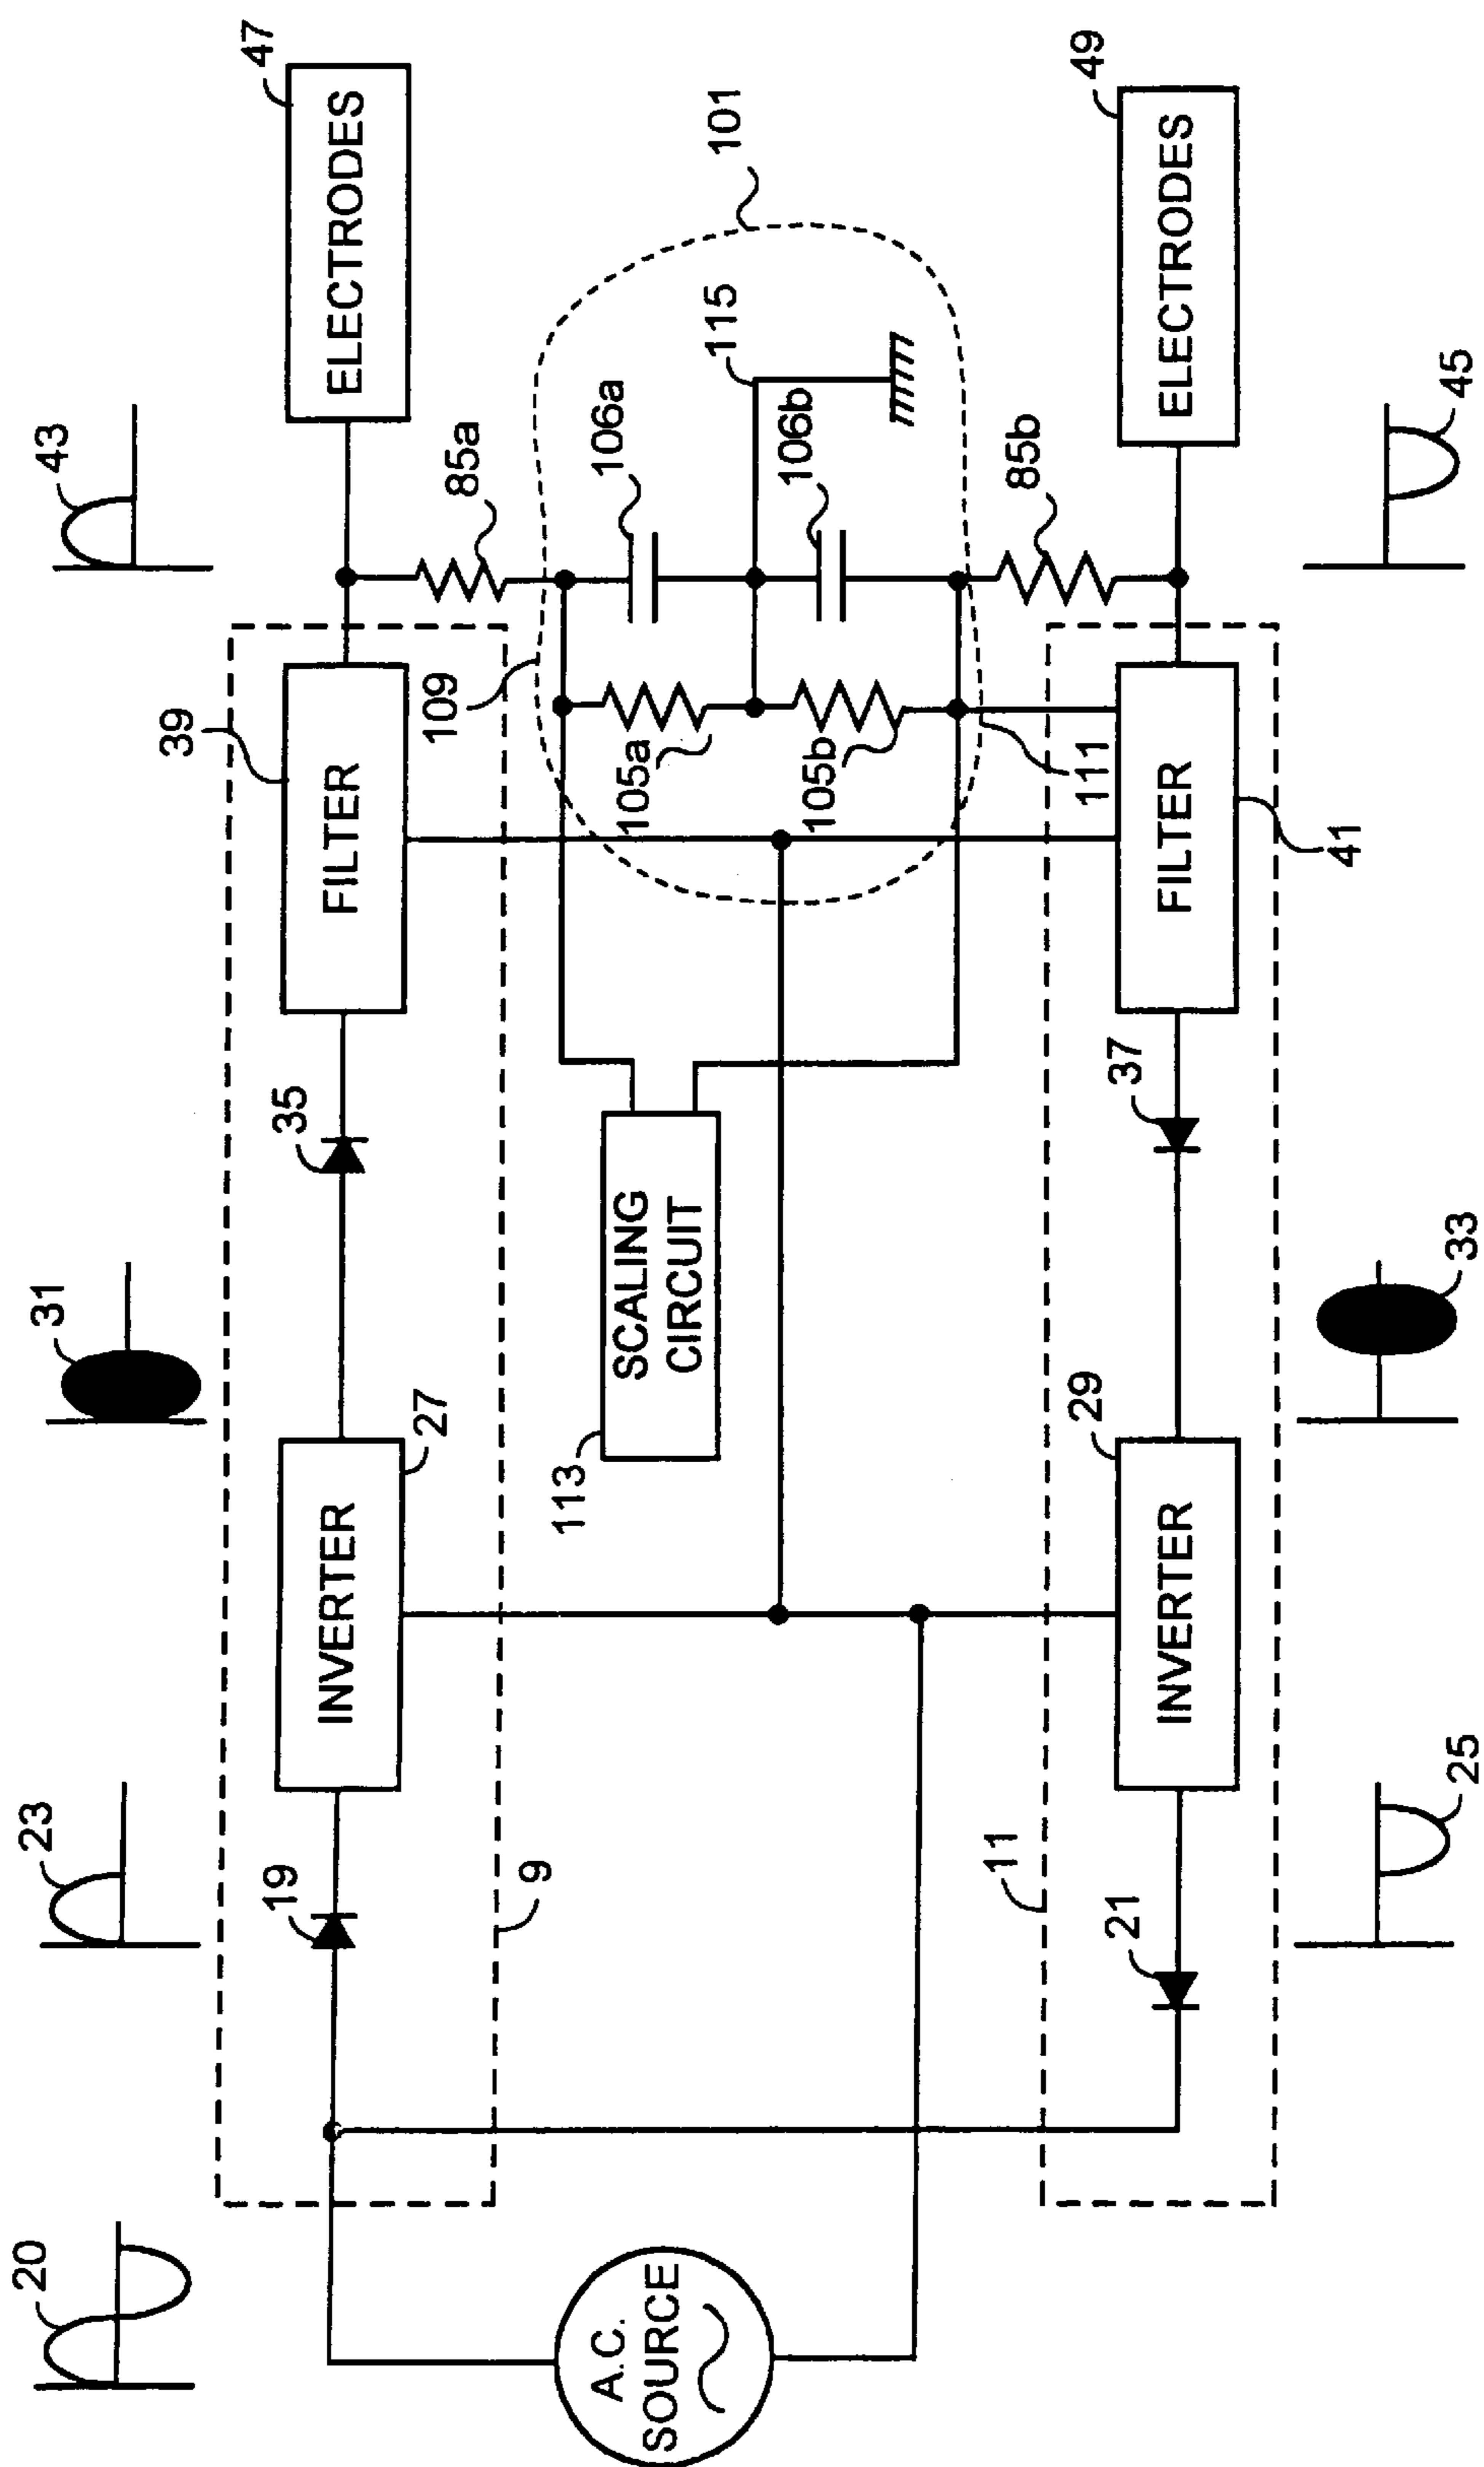 20
23
31
43
47
A.C.
SOURCE
19
INVERTER
27
35
39
FILTER
ELECTRODES
9
85a
109
101
113
SCALING
CIRCUIT
105a
106a
115
105b
106b
85b
111
11
21
INVERTER
29
37
FILTER
41
ELECTRODES
49
25
33
45